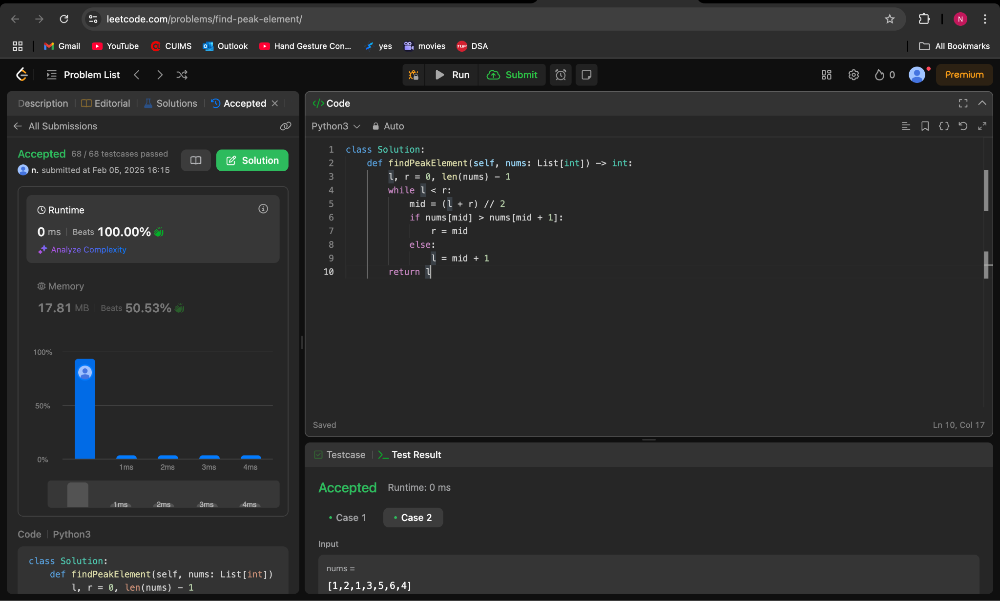 leetcode.com/problems/find-peak-element/
N
Gmail YouTube CUIMS Outlook Hand Gesture Con... yes movies TUF DSA All Bookmarks
Problem List Run Submit 0 Premium
Description Editorial Solutions Accepted
All Submissions
Accepted 68 / 68 testcases passed
n. submitted at Feb 05, 2025 16:15
Solution
Runtime
0 ms Beats 100.00%
Analyze Complexity
Memory
17.81 MB Beats 50.53%
100%
50%
0%
1ms 2ms 3ms 4ms
1ms 2ms 3ms 4ms
Code Python3
class Solution:
def findPeakElement(self, nums: List[int])
l, r = 0, len(nums) - 1
</> Code
Python3 Auto
1 class Solution:
2 def findPeakElement(self, nums: List[int]) -> int:
3 l, r = 0, len(nums) - 1
4 while l < r:
5 mid = (l + r) // 2
6 if nums[mid] > nums[mid + 1]:
7 r = mid
8 else:
9 l = mid + 1
10 return l
Saved Ln 10, Col 17
Testcase Test Result
Accepted Runtime: 0 ms
• Case 1 • Case 2
Input
nums =
[1,2,1,3,5,6,4]